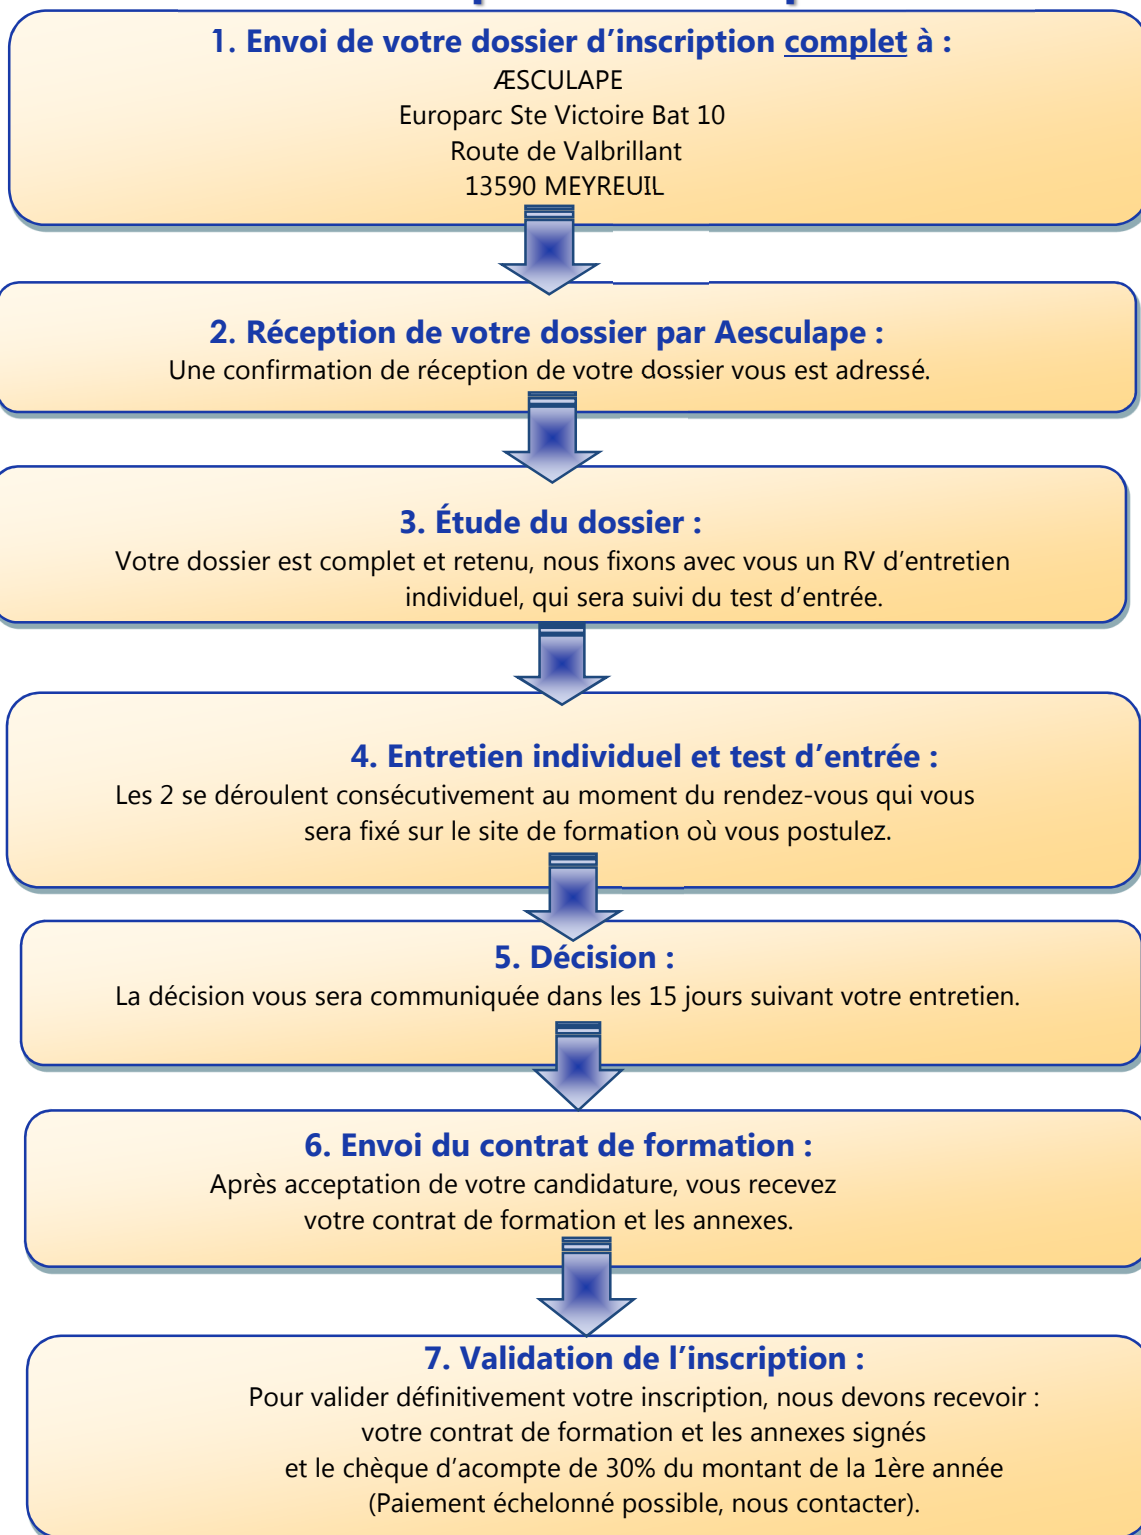 1. Envoi de votre dossier d’inscription complet à :
ÆSCULAPE
Europarc Ste Victoire Bat 10
Route de Valbrillant
13590 MEYREUIL
2. Réception de votre dossier par Aesculape :
Une confirmation de réception de votre dossier vous est adressé.
3. Étude du dossier :
Votre dossier est complet et retenu, nous fixons avec vous un RV d’entretien
individuel, qui sera suivi du test d’entrée.
4. Entretien individuel et test d’entrée :
Les 2 se déroulent consécutivement au moment du rendez-vous qui vous
sera fixé sur le site de formation où vous postulez.
5. Décision :
La décision vous sera communiquée dans les 15 jours suivant votre entretien.
6. Envoi du contrat de formation :
Après acceptation de votre candidature, vous recevez
votre contrat de formation et les annexes.
7. Validation de l’inscription :
Pour valider définitivement votre inscription, nous devons recevoir :
votre contrat de formation et les annexes signés
et le chèque d’acompte de 30% du montant de la 1ère année
(Paiement échelonné possible, nous contacter).